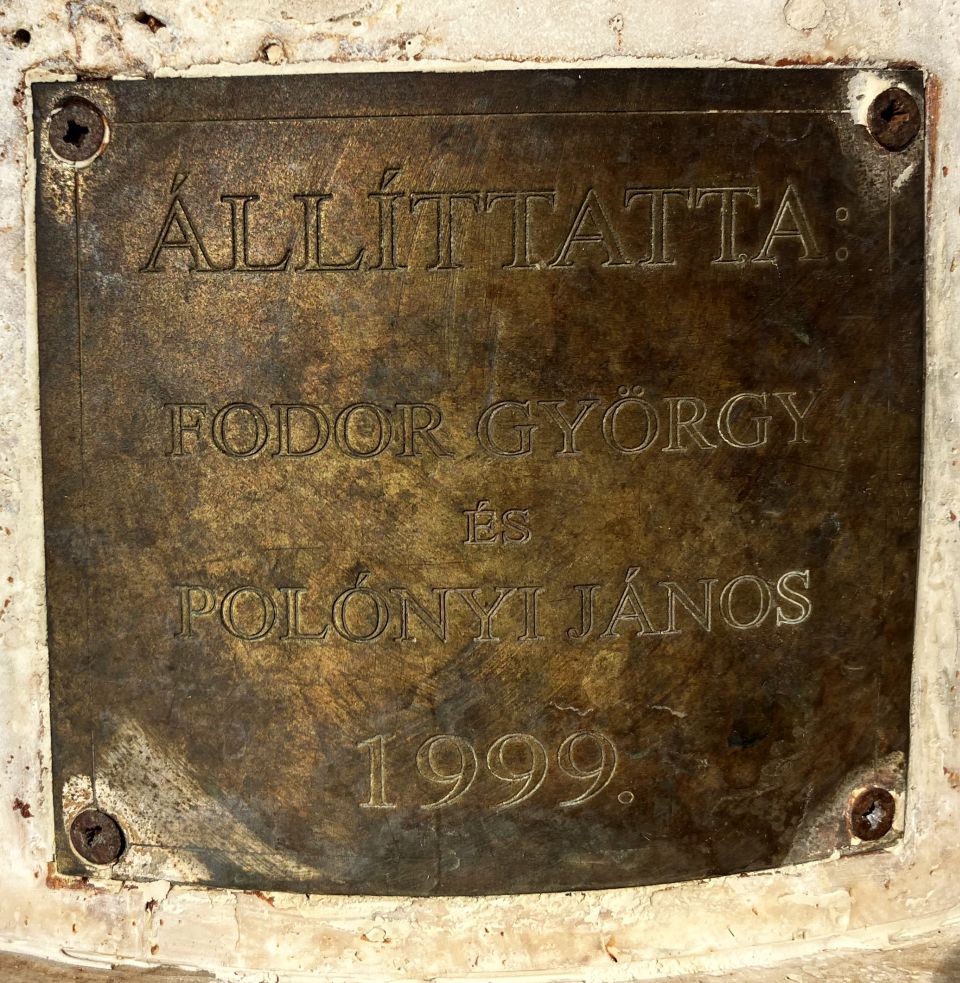 ÁLLÍTTATTA:
FODOR GYÖRGY
ÉS
POLÓNYI JÁNOS
1999.